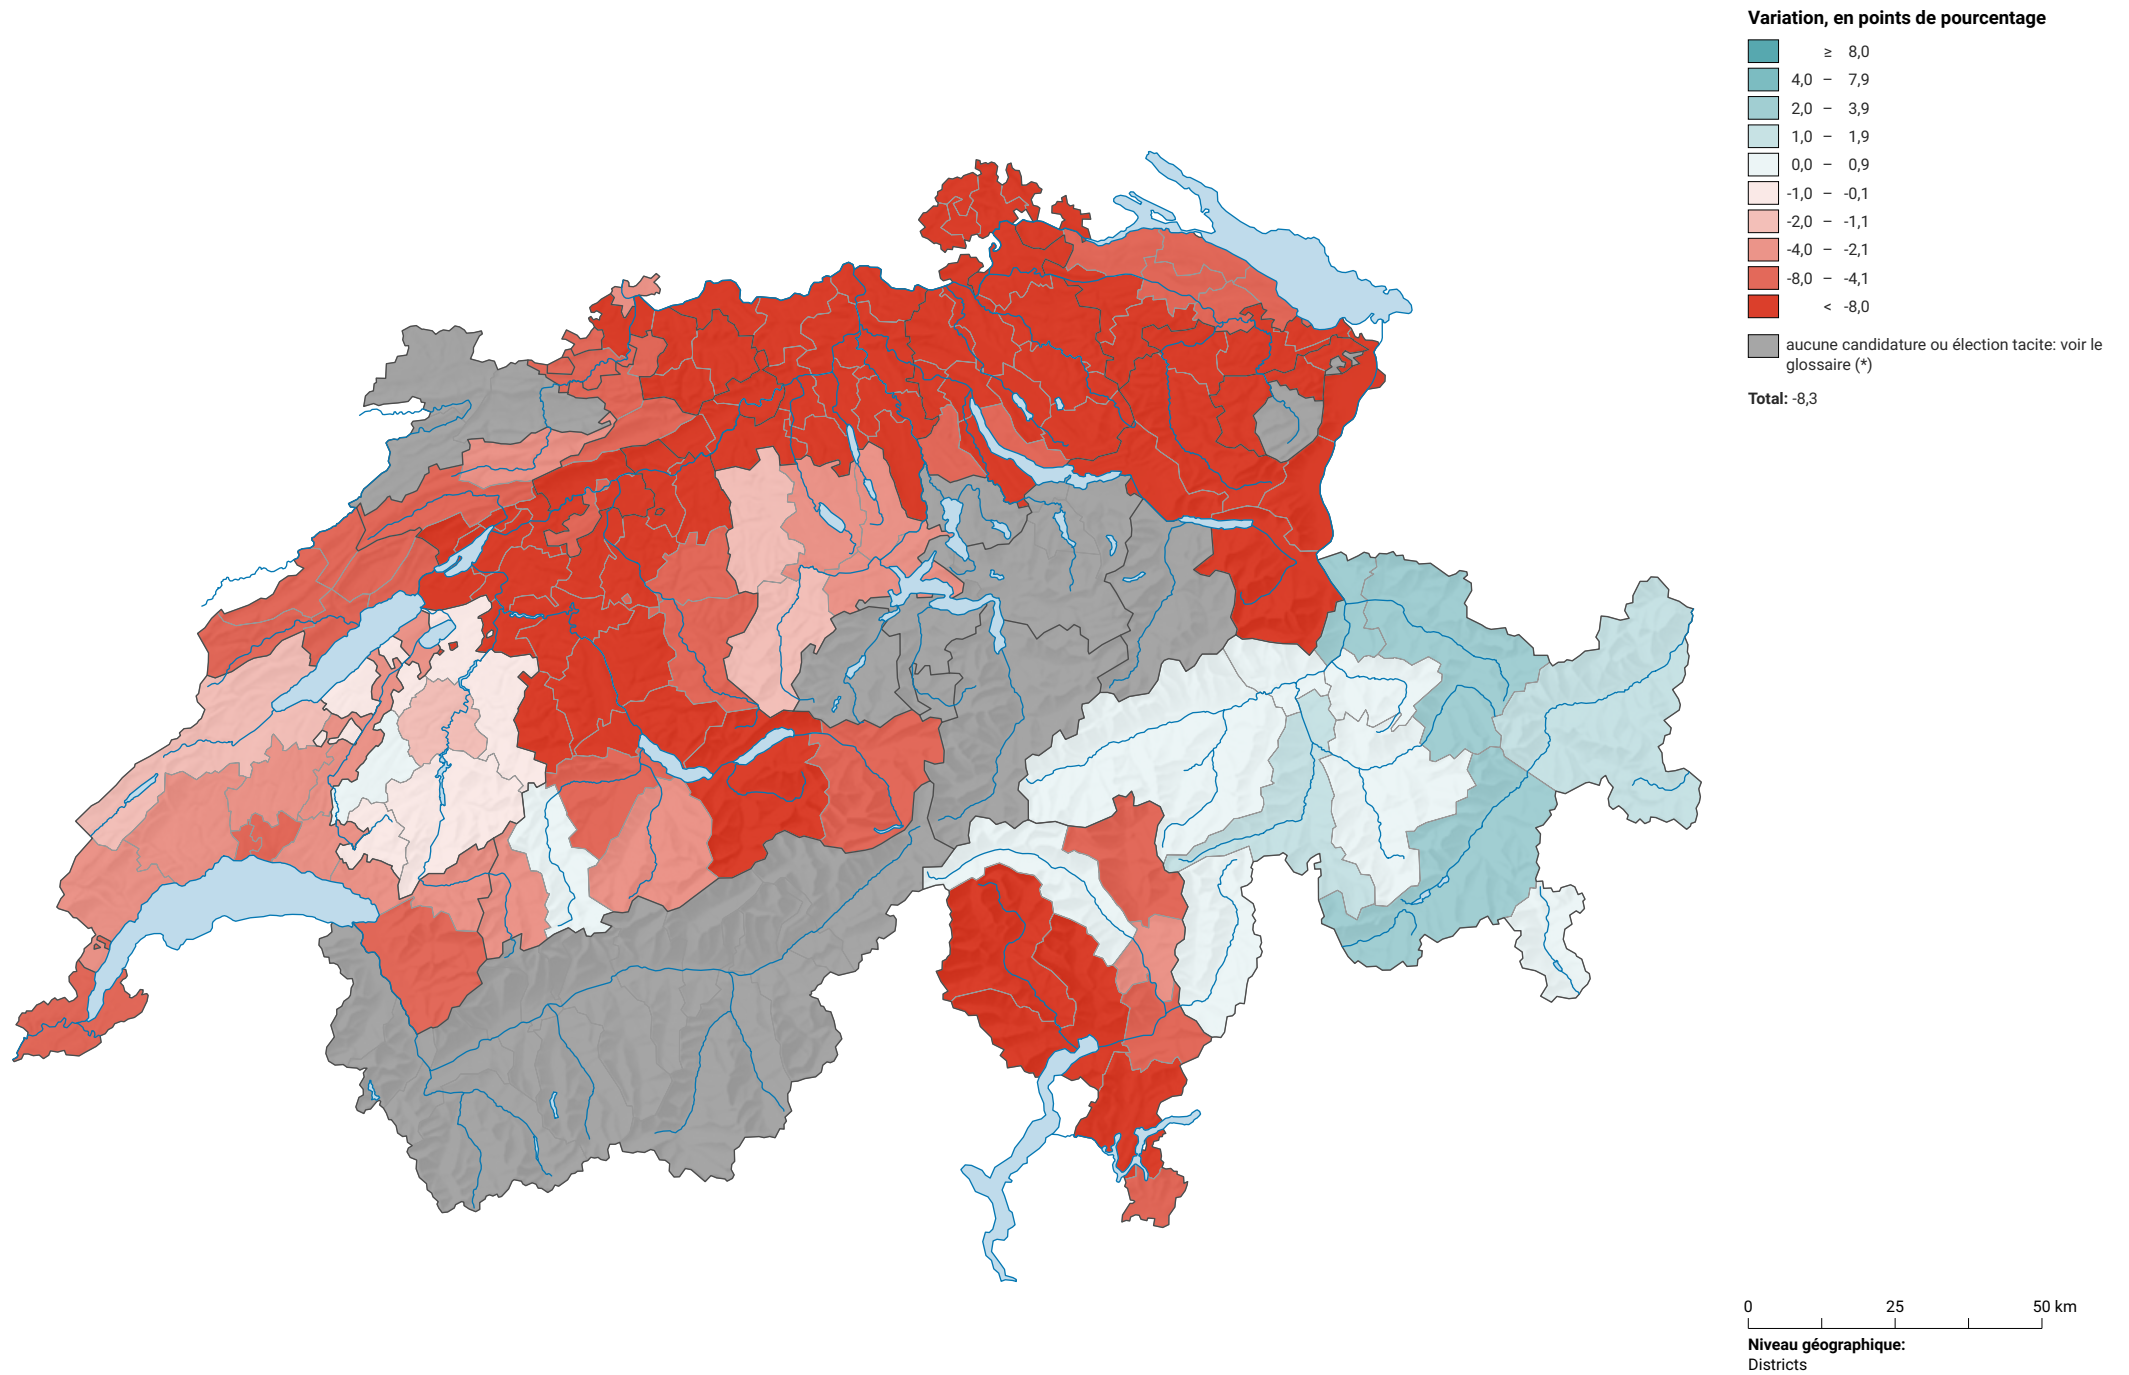 Variation, en points de pourcentage
≥ 8,0
4,0 – 7,9
2,0 – 3,9
1,0 – 1,9
0,0 – 0,9
-1,0 – -0,1
-2,0 – -1,1
-4,0 – -2,1
-8,0 – -4,1
< -8,0
aucune candidature ou élection tacite: voir le
glossaire (*)
Total: -8,3
0 25 50 km
Niveau géographique:
Districts